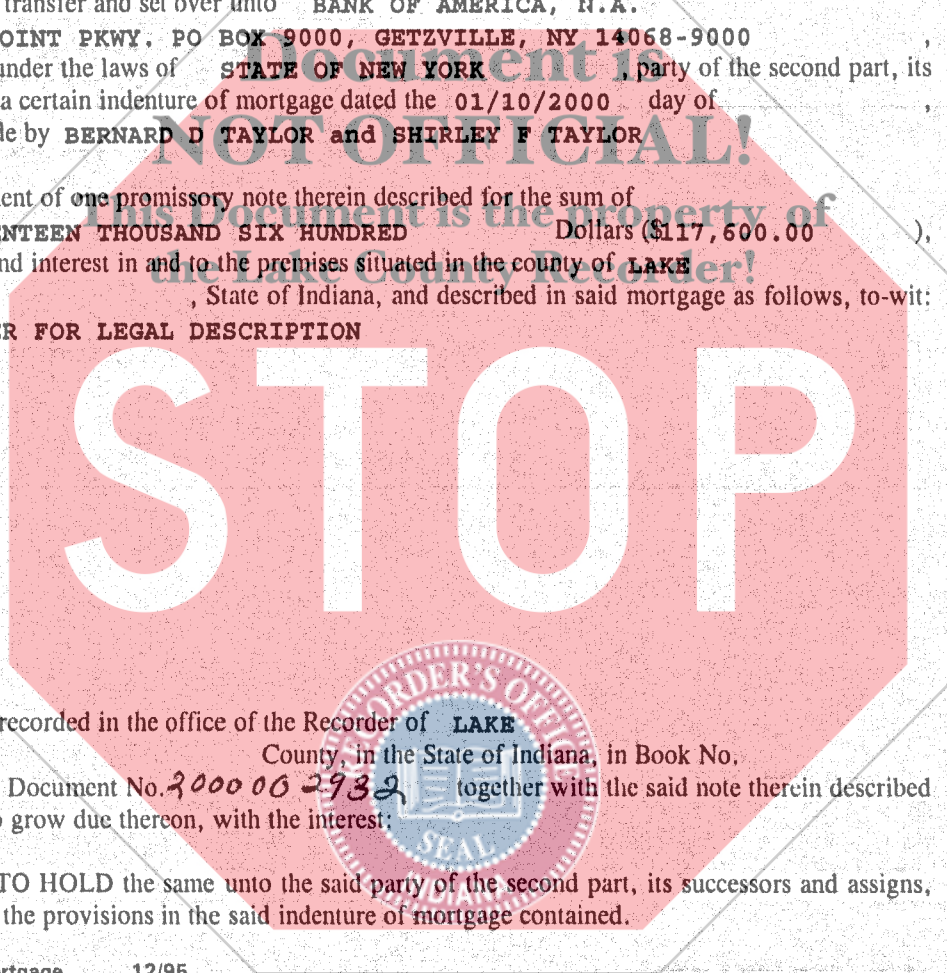 transfer and set over unto BANK OF AMERICA, N.A.
OINT PKWY. PO BOX 9000, GETZVILLE, NY 14068-9000 ,
under the laws of STATE OF NEW YORK , party of the second part, its
Document is
a certain indenture of mortgage dated the 01/10/2000 day of ,
de by BERNARD D TAYLOR and SHIRLEY F TAYLOR
NOT OFFICIAL!
ent of one promissory note therein described for the sum of
This Document is the property of
NTEEN THOUSAND SIX HUNDRED Dollars ($117,600.00 ),
nd interest in and to the premises situated in the county of LAKE
the Lake County Recorder!
, State of Indiana, and described in said mortgage as follows, to-wit:
R FOR LEGAL DESCRIPTION
STOP
RECORDER'S OFFICE
recorded in the office of the Recorder of LAKE
County, in the State of Indiana, in Book No.
Document No. 2000 00 2932 together with the said note therein described
o grow due thereon, with the interest;
SEAL
INDIANA
TO HOLD the same unto the said party of the second part, its successors and assigns,
the provisions in the said indenture of mortgage contained.
rtgage 12/95